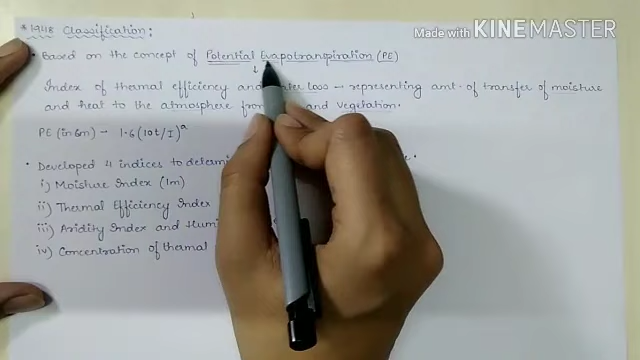 Made with KINEMASTER
* 1948 Classification:
• Based on the concept of Potential Evapotranspiration (PE)
↓
Index of thermal efficiency and water loss - representing amt. of transfer of moisture
and heat to the atmosphere from and vegetation.
PE (in cm) - 1.6 (10t/I)ᵃ
• Developed 4 indices to
i) Moisture Index (Im)
ii) Thermal Efficiency Index
iii) Aridity Index and
iv) Concentration of thermal